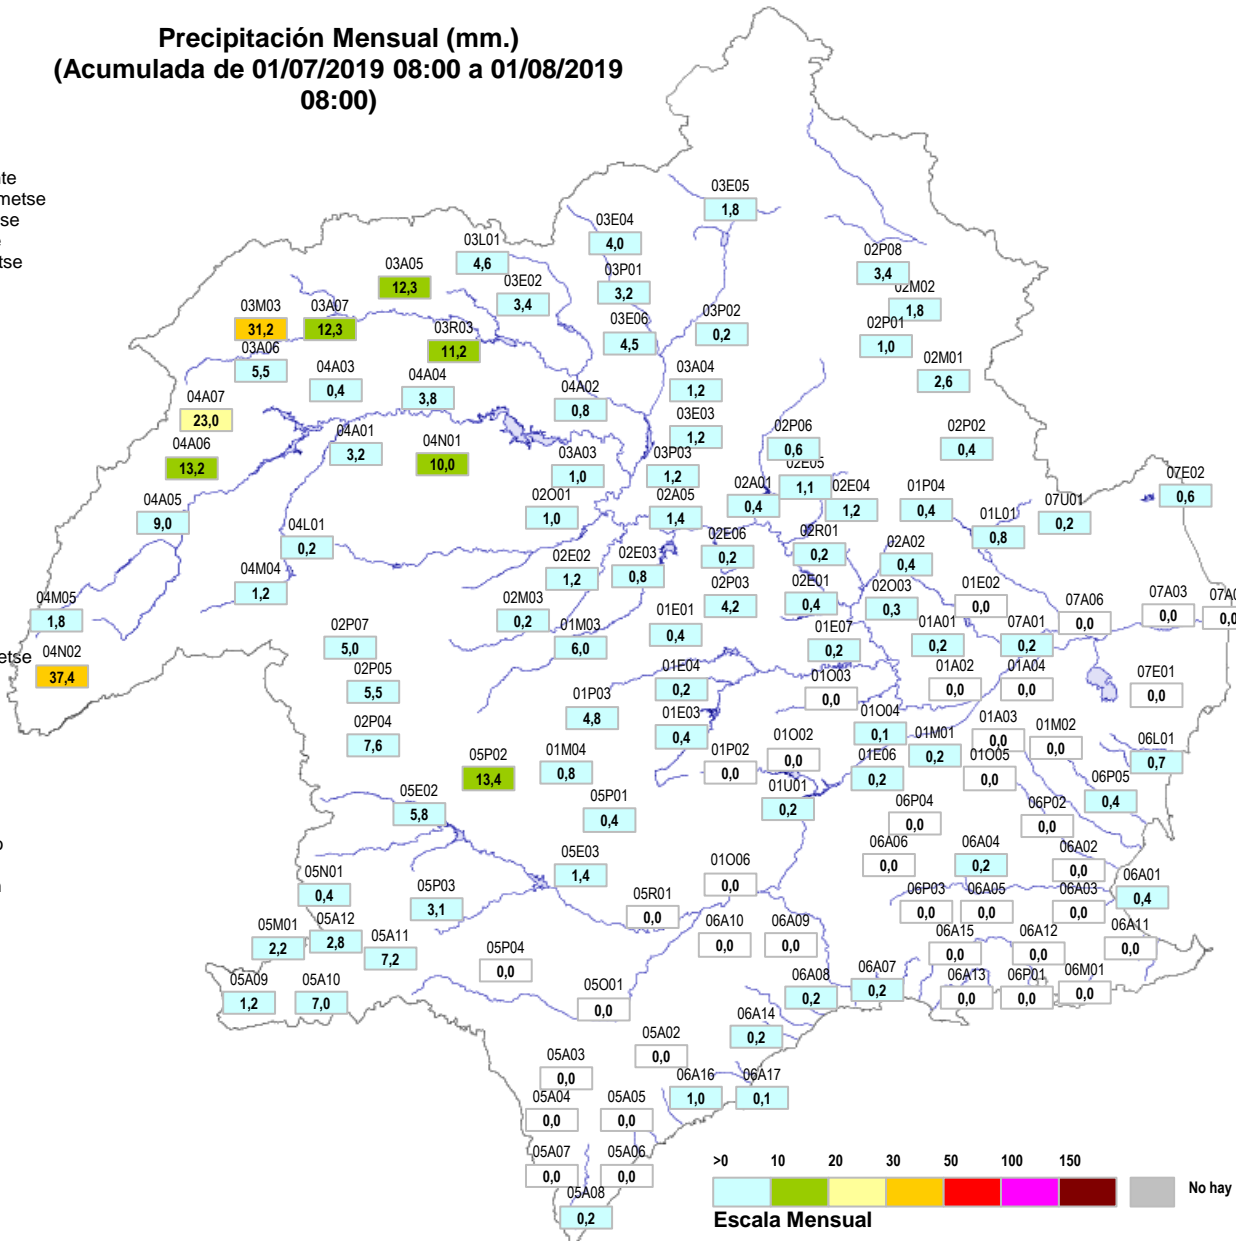 Precipitación Mensual (mm.)
(Acumulada de 01/07/2019 08:00 a 01/08/2019
08:00)
03E05
1,8
03E04
4,0
03L01
4,6
02P08
3,4
03A05
12,3
03P01
3,2
03E02
3,4
02M02
1,8
03M03
31,2
03A07
12,3
03P02
0,2
03E06
4,5
02P01
1,0
03R03
11,2
03A06
5,5
02M01
2,6
04A03
0,4
04A04
3,8
03A04
1,2
04A02
0,8
04A07
23,0
03E03
1,2
02P06
0,6
02P02
0,4
04A01
3,2
04A06
13,2
04N01
10,0
03A03
1,0
03P03
1,2
02E05
1,1
07E02
0,6
02A01
0,4
02E04
1,2
01P04
0,4
04A05
9,0
02O01
1,0
02A05
1,4
07U01
0,2
01L01
0,8
04L01
0,2
02E06
0,2
02R01
0,2
02A02
0,4
02E02
1,2
02E03
0,8
04M04
1,2
02P03
4,2
02E01
0,4
02O03
0,3
01E02
0,0
07A03
0,0
07A0
0,0
04M05
1,8
02M03
0,2
01E01
0,4
07A06
0,0
02P07
5,0
01M03
6,0
01E07
0,2
01A01
0,2
07A01
0,2
etse
04N02
37,4
02P05
5,5
01E04
0,2
01O03
0,0
01A02
0,0
01A04
0,0
07E01
0,0
01P03
4,8
02P04
7,6
01E03
0,4
01O04
0,1
01A03
0,0
01M02
0,0
01M01
0,2
01O02
0,0
06L01
0,7
05P02
13,4
01M04
0,8
01P02
0,0
01E06
0,2
01O05
0,0
06P05
0,4
05E02
5,8
05P01
0,4
01U01
0,2
06P04
0,0
06P02
0,0
05E03
1,4
01O06
0,0
06A06
0,0
06A04
0,2
06A02
0,0
05N01
0,4
05P03
3,1
05R01
0,0
06P03
0,0
06A05
0,0
06A03
0,0
06A01
0,4
05M01
2,2
05A12
2,8
05A11
7,2
06A10
0,0
06A09
0,0
06A15
0,0
06A12
0,0
06A11
0,0
05P04
0,0
05A09
1,2
05A10
7,0
05O01
0,0
06A08
0,2
06A07
0,2
06A13
0,0
06P01
0,0
06M01
0,0
06A14
0,2
05A02
0,0
05A03
0,0
06A16
1,0
06A17
0,1
05A04
0,0
05A05
0,0
05A07
0,0
05A06
0,0
05A08
0,2
>0 10 20 30 50 100 150
No hay
Escala Mensual